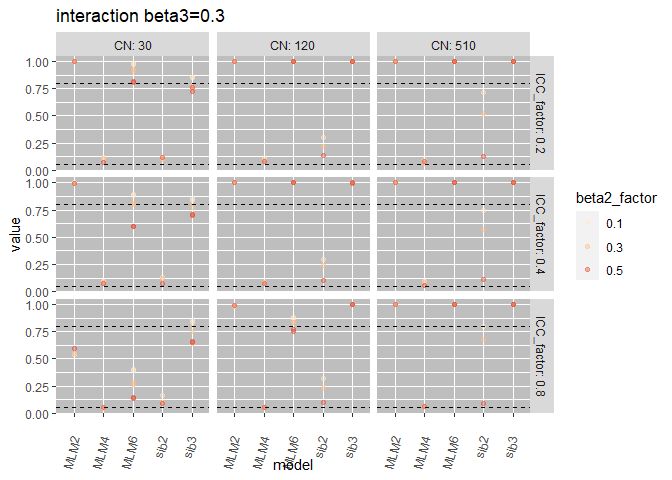 interaction beta3=0.3
CN: 30 CN: 120 CN: 510
1.00
0.75
0.50
0.25
0.00
ICC_factor: 0.2
1.00
0.75
0.50
0.25
0.00
ICC_factor: 0.4
1.00
0.75
0.50
0.25
0.00
ICC_factor: 0.8
value
MLM2 MLM4 MLM6 sib2 sib3 MLM2 MLM4 MLM6 sib2 sib3 MLM2 MLM4 MLM6 sib2 sib3
model
beta2_factor
0.1
0.3
0.5